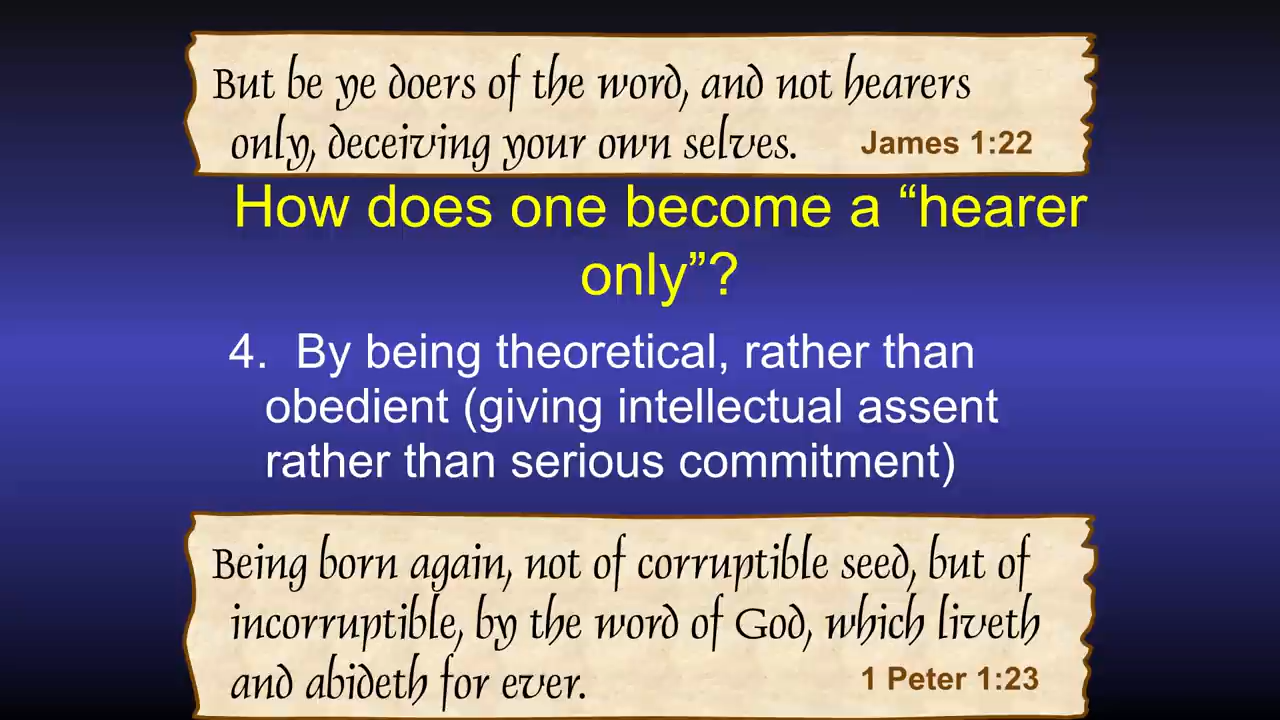 But be ye doers of the word, and not hearers
only, deceiving your own selves. James 1:22
How does one become a “hearer
only”?
4. By being theoretical, rather than
obedient (giving intellectual assent
rather than serious commitment)
Being born again, not of corruptible seed, but of
incorruptible, by the word of God, which liveth
and abideth for ever. 1 Peter 1:23